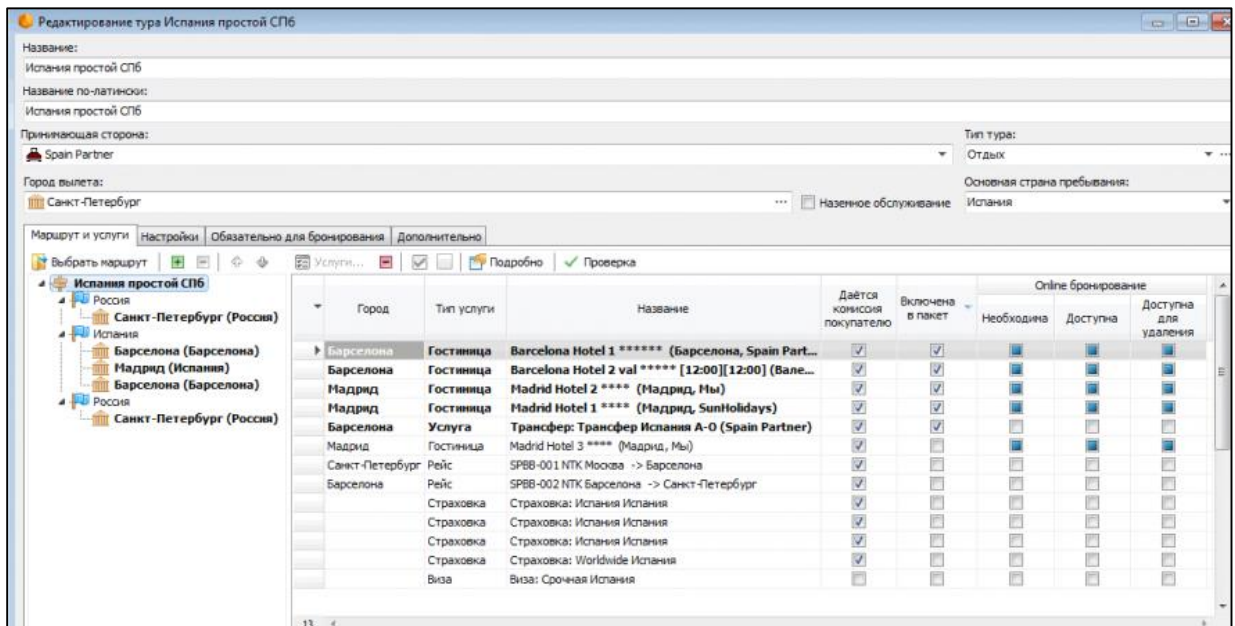 Редактирование тура Испания простой СПб
Название:
Испания простой СПб
Название по-латински:
Испания простой СПб
Принимающая сторона: Тип тура:
Spain Partner Отдых
Город вылета: Основная страна пребывания:
Санкт-Петербург ... Наземное обслуживание Испания
Маршрут и услуги Настройки Обязательно для бронирования Дополнительно
Выбрать маршрут Услуги... Подробно Проверка
Испания простой СПб
Россия
Санкт-Петербург (Россия)
Испания
Барселона (Барселона)
Мадрид (Испания)
Барселона (Барселона)
Россия
Санкт-Петербург (Россия)
Город Тип услуги Название Даётся комиссия покупателю Включена в пакет Online бронирование
Необходима Доступна Доступна для удаления
Барселона Гостиница Barcelona Hotel 1 ****** (Барселона, Spain Part...
Барселона Гостиница Barcelona Hotel 2 val ***** [12:00][12:00] (Вале...
Мадрид Гостиница Madrid Hotel 2 **** (Мадрид, Мы)
Мадрид Гостиница Madrid Hotel 1 **** (Мадрид, SunHolidays)
Барселона Услуга Трансфер: Трансфер Испания А-О (Spain Partner)
Мадрид Гостиница Madrid Hotel 3 **** (Мадрид, Мы)
Санкт-Петербург Рейс SPBB-001 NTK Москва -> Барселона
Барселона Рейс SPBB-002 NTK Барселона -> Санкт-Петербург
Страховка Страховка: Испания Испания
Страховка Страховка: Испания Испания
Страховка Страховка: Испания Испания
Страховка Страховка: Worldwide Испания
Виза Виза: Срочная Испания
13